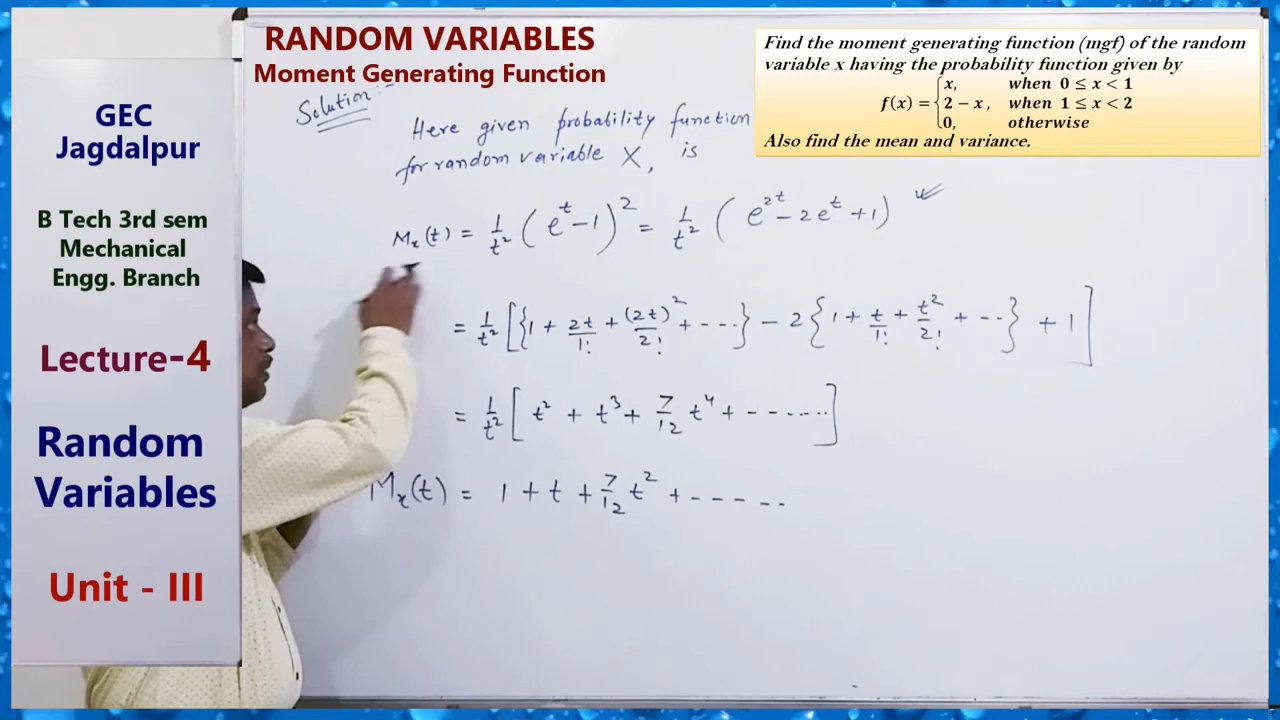 GEC
Jagdalpur
B Tech 3rd sem
Mechanical
Engg. Branch
Lecture-4
Random
Variables
Unit - III
RANDOM VARIABLES
Moment Generating Function
Find the moment generating function (mgf) of the random
variable x having the probability function given by
f(x) = { x, when 0 ≤ x < 1
2 − x, when 1 ≤ x < 2
0, otherwise
Also find the mean and variance.
Solution:-
Here given probability function
for random variable X, is
Mx(t) = 1/t² (e^t − 1)² = 1/t² (e^2t − 2e^t + 1)
= 1/t² [{1 + 2t/1! + (2t)²/2! + ----} − 2{1 + t/1! + t²/2! + ---} + 1]
= 1/t² [t² + t³ + 7/12 t⁴ + -------]
Mx(t) = 1 + t + 7/12 t² + ------